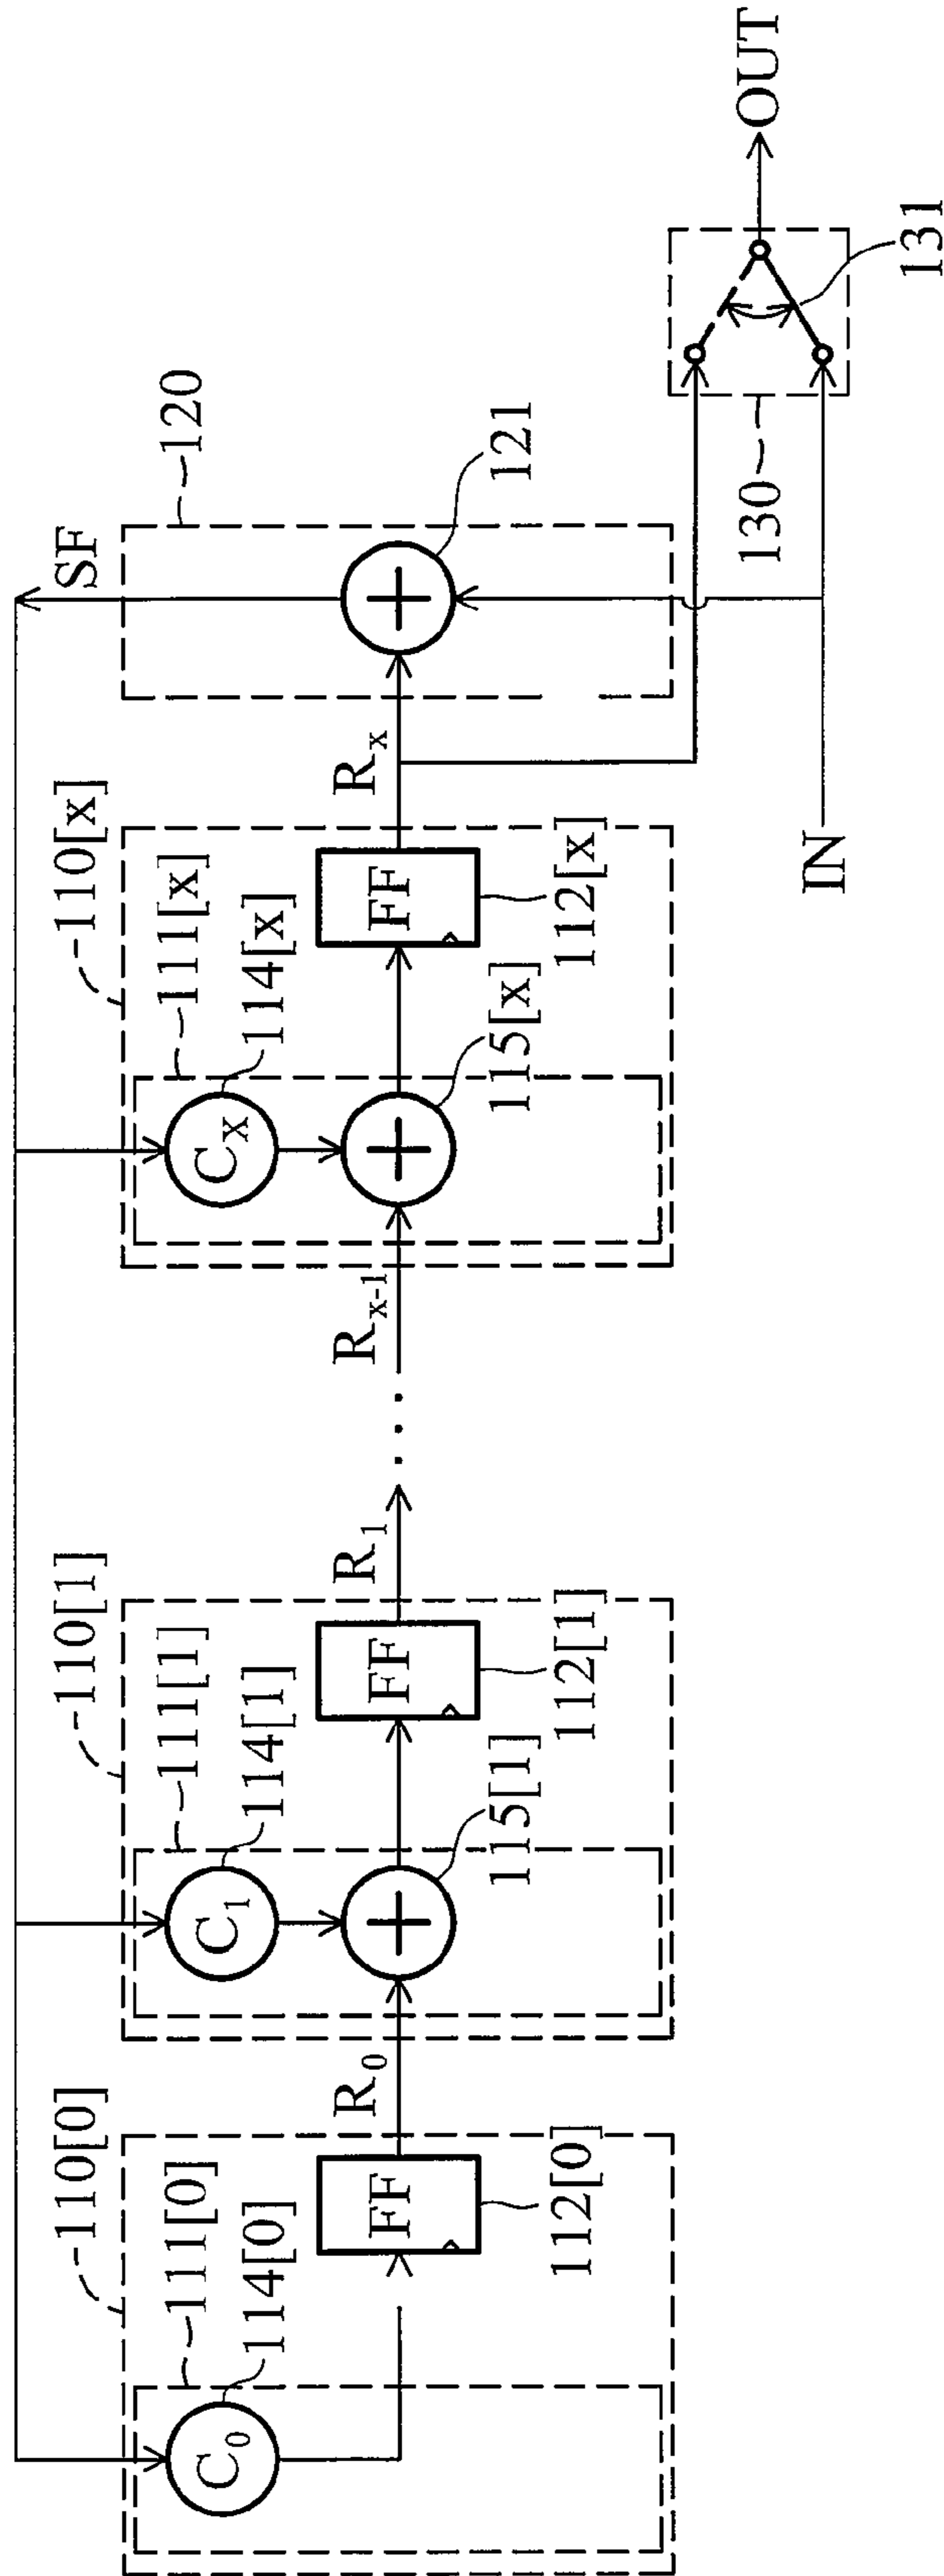 110[0]
111[0]
114[0]
C0
FF
112[0]
R0
110[1]
111[1]
114[1]
C1
115[1]
FF
112[1]
R1
. . .
Rx-1
110[x]
111[x]
114[x]
CX
115[x]
FF
112[x]
Rx
SF
120
121
IN
130
131
OUT